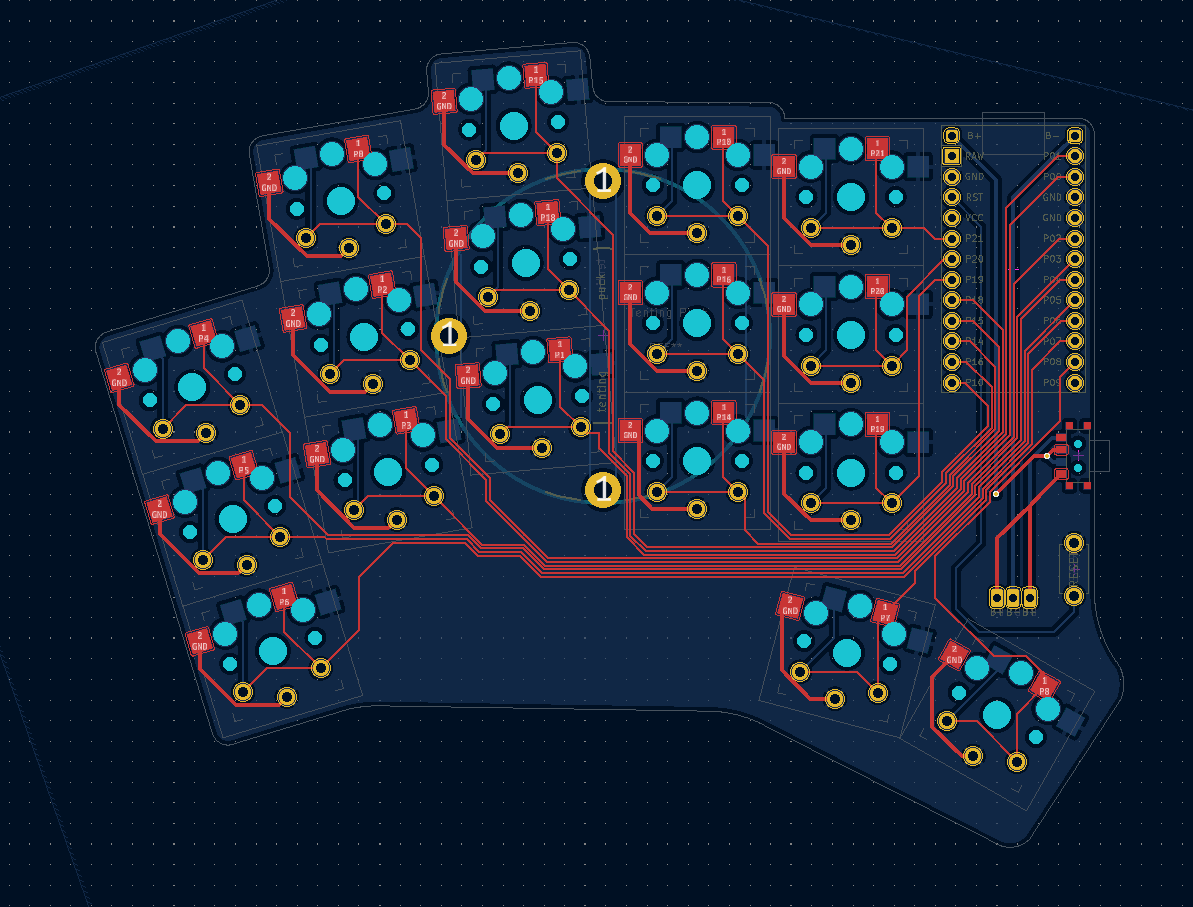 1
P15
2
GND
1
P9
2
GND
1
P10
2
GND
1
P21
2
GND
B+
B-
RAW
P01
GND
P00
RST
GND
VCC
GND
P21
P02
P20
P03
P19
P04
P18
P05
P15
P06
P14
P07
P16
P08
P10
P09
1
1
P18
2
GND
1
P2
2
GND
1
P16
2
GND
1
P20
2
GND
1
1
P4
2
GND
1
P1
2
GND
1
P3
2
GND
1
P14
2
GND
1
P19
2
GND
tenting
1
P5
2
GND
1
RESET
1
P6
2
GND
1
P7
2
GND
1
P8
2
GND